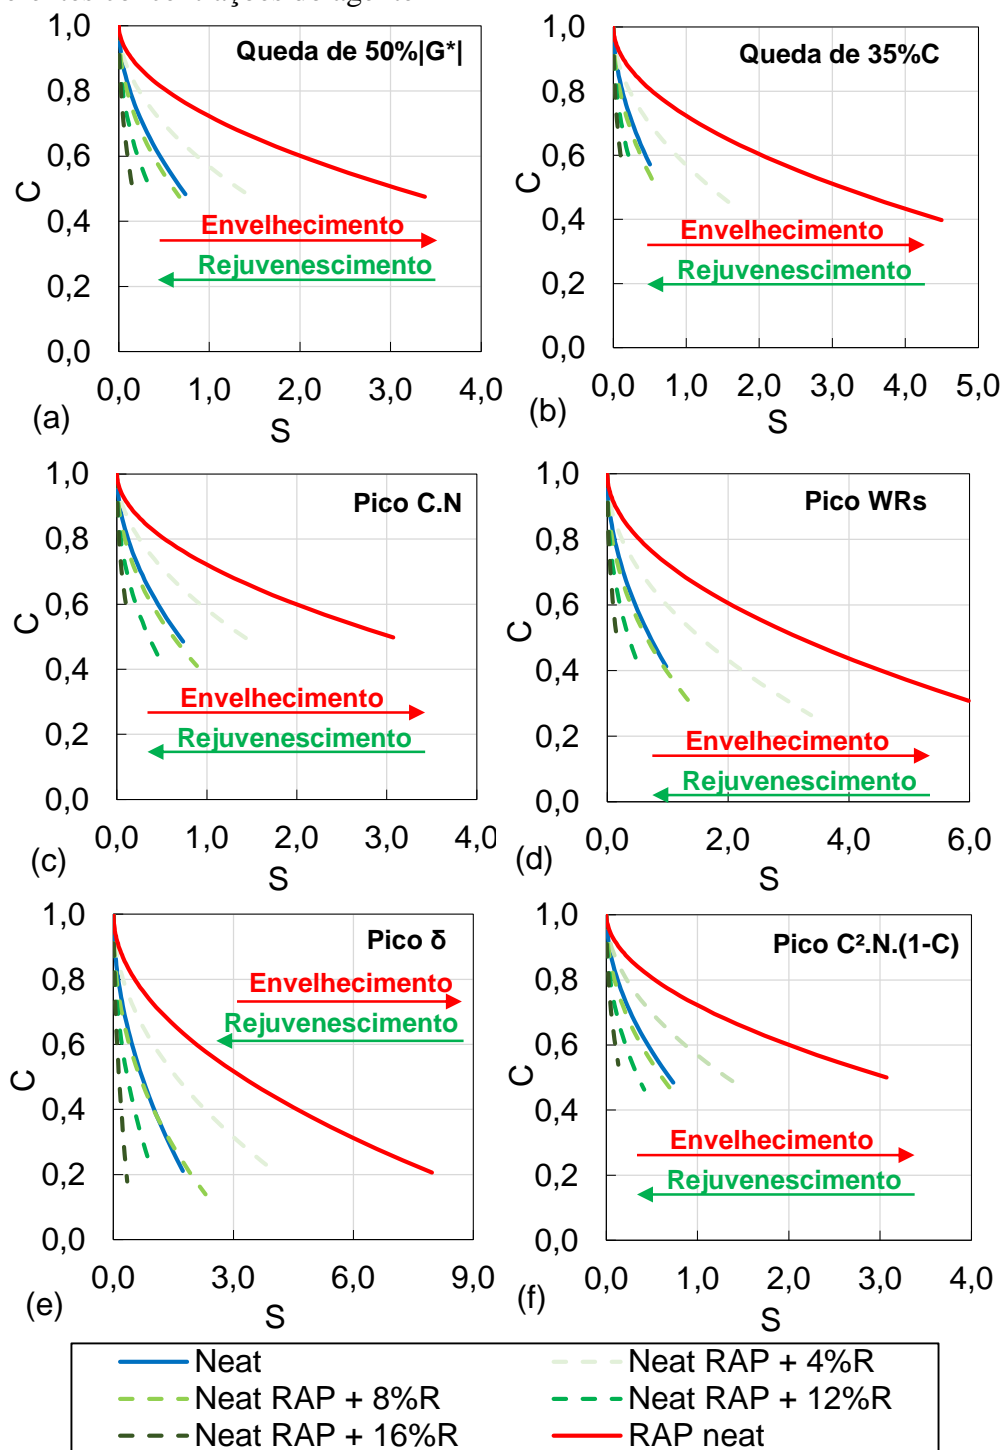 Queda de 50%|G*|
1,0
0,8
0,6
0,4
0,2
0,0
C
Envelhecimento
Rejuvenescimento
0,0 1,0 2,0 3,0 4,0
(a)
S
Queda de 35%C
1,0
0,8
0,6
0,4
0,2
0,0
C
Envelhecimento
Rejuvenescimento
0,0 1,0 2,0 3,0 4,0 5,0
(b)
S
Pico C.N
1,0
0,8
0,6
0,4
0,2
0,0
C
Envelhecimento
Rejuvenescimento
0,0 1,0 2,0 3,0 4,0
(c)
S
Pico WRs
1,0
0,8
0,6
0,4
0,2
0,0
C
Envelhecimento
Rejuvenescimento
0,0 2,0 4,0 6,0
(d)
S
Pico δ
1,0
0,8
0,6
0,4
0,2
0,0
C
Envelhecimento
Rejuvenescimento
0,0 3,0 6,0 9,0
(e)
S
Pico C².N.(1-C)
1,0
0,8
0,6
0,4
0,2
0,0
C
Envelhecimento
Rejuvenescimento
0,0 1,0 2,0 3,0 4,0
(f)
S
Neat
Neat RAP + 4%R
Neat RAP + 8%R
Neat RAP + 12%R
Neat RAP + 16%R
RAP neat